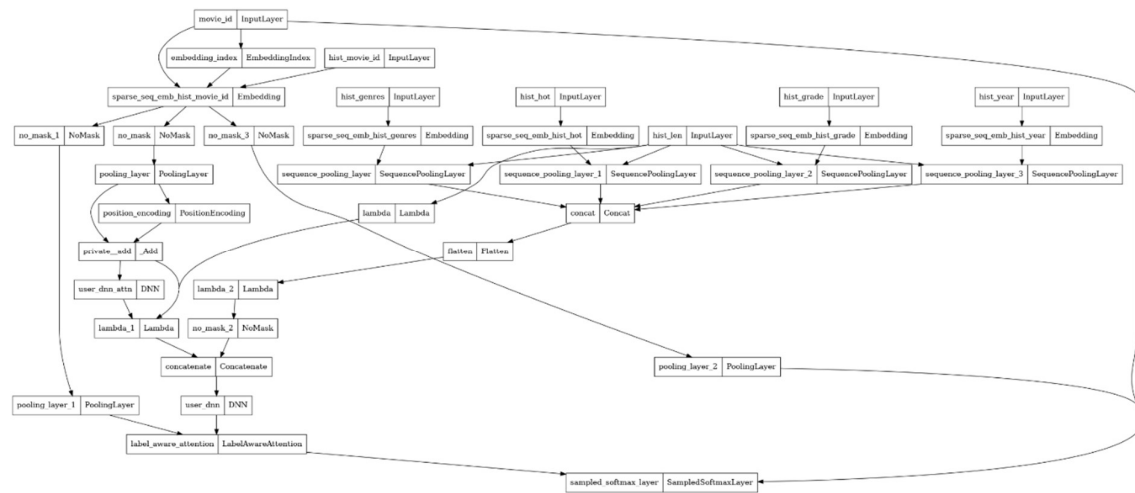 movie_id InputLayer
embedding_index EmbeddingIndex hist_movie_id InputLayer
sparse_seq_emb_hist_movie_id Embedding hist_genres InputLayer hist_hot InputLayer hist_grade InputLayer hist_year InputLayer
no_mask_1 NoMask no_mask NoMask no_mask_3 NoMask sparse_seq_emb_hist_genres Embedding sparse_seq_emb_hist_hot Embedding hist_len InputLayer sparse_seq_emb_hist_grade Embedding sparse_seq_emb_hist_year Embedding
pooling_layer PoolingLayer sequence_pooling_layer SequencePoolingLayer sequence_pooling_layer_1 SequencePoolingLayer sequence_pooling_layer_2 SequencePoolingLayer sequence_pooling_layer_3 SequencePoolingLayer
position_encoding PositionEncoding lambda Lambda concat Concat
private__add _Add flatten Flatten
user_dnn_attn DNN lambda_2 Lambda
lambda_1 Lambda no_mask_2 NoMask
concatenate Concatenate pooling_layer_2 PoolingLayer
pooling_layer_1 PoolingLayer user_dnn DNN
label_aware_attention LabelAwareAttention
sampled_softmax_layer SampledSoftmaxLayer